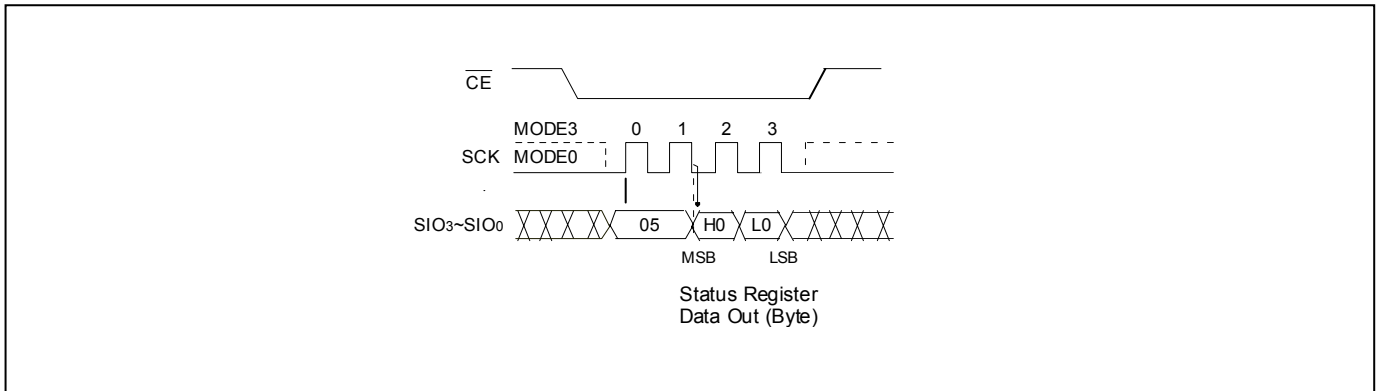 CE
MODE3 0 1 2 3
SCK MODE0
SIO3~SIO0 05 H0 L0
MSB LSB
Status Register
Data Out (Byte)